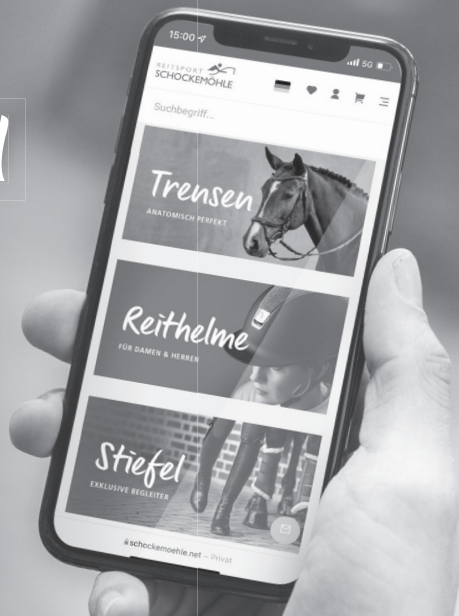 15:00
5G
REITSPORT
SCHOCKEMÖHLE
Suchbegriff...
Trensen
ANATOMISCH PERFEKT
Reithelme
FÜR DAMEN & HERREN
Stiefel
EXKLUSIVE BEGLEITER
schockemoehle.net – Privat